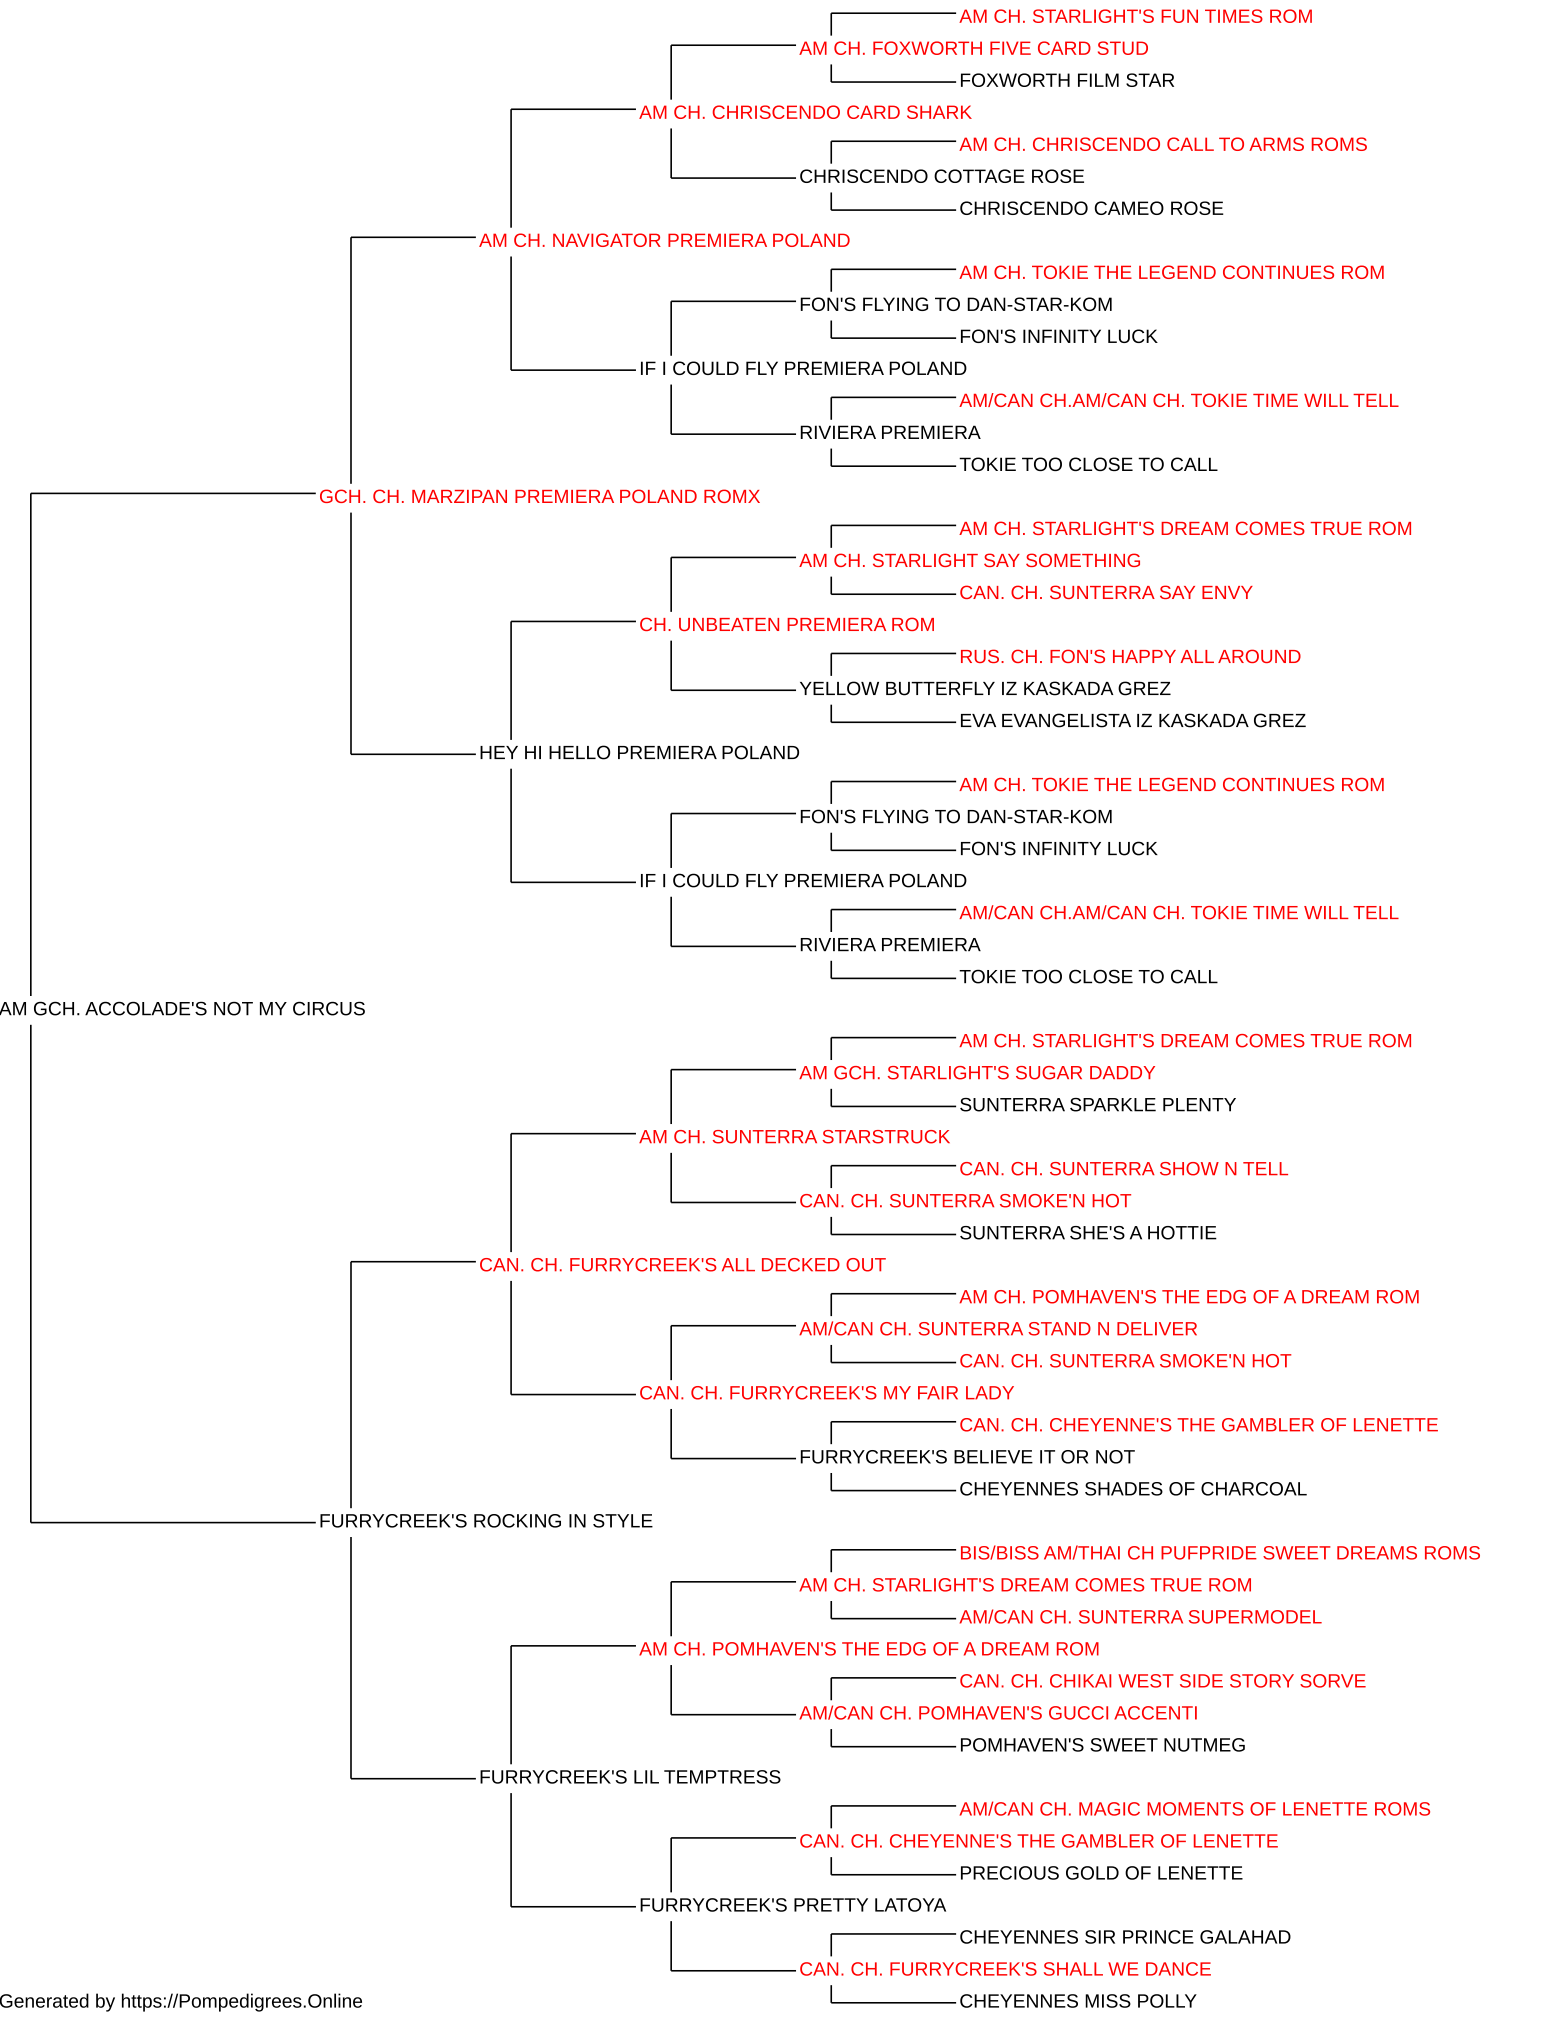 AM CH. STARLIGHT'S FUN TIMES ROM
AM CH. FOXWORTH FIVE CARD STUD
FOXWORTH FILM STAR
AM CH. CHRISCENDO CARD SHARK
AM CH. CHRISCENDO CALL TO ARMS ROMS
CHRISCENDO COTTAGE ROSE
CHRISCENDO CAMEO ROSE
AM CH. NAVIGATOR PREMIERA POLAND
AM CH. TOKIE THE LEGEND CONTINUES ROM
FON'S FLYING TO DAN-STAR-KOM
FON'S INFINITY LUCK
IF I COULD FLY PREMIERA POLAND
AM/CAN CH.AM/CAN CH. TOKIE TIME WILL TELL
RIVIERA PREMIERA
TOKIE TOO CLOSE TO CALL
GCH. CH. MARZIPAN PREMIERA POLAND ROMX
AM CH. STARLIGHT'S DREAM COMES TRUE ROM
AM CH. STARLIGHT SAY SOMETHING
CAN. CH. SUNTERRA SAY ENVY
CH. UNBEATEN PREMIERA ROM
RUS. CH. FON'S HAPPY ALL AROUND
YELLOW BUTTERFLY IZ KASKADA GREZ
EVA EVANGELISTA IZ KASKADA GREZ
HEY HI HELLO PREMIERA POLAND
AM CH. TOKIE THE LEGEND CONTINUES ROM
FON'S FLYING TO DAN-STAR-KOM
FON'S INFINITY LUCK
IF I COULD FLY PREMIERA POLAND
AM/CAN CH.AM/CAN CH. TOKIE TIME WILL TELL
RIVIERA PREMIERA
TOKIE TOO CLOSE TO CALL
AM GCH. ACCOLADE'S NOT MY CIRCUS
AM CH. STARLIGHT'S DREAM COMES TRUE ROM
AM GCH. STARLIGHT'S SUGAR DADDY
SUNTERRA SPARKLE PLENTY
AM CH. SUNTERRA STARSTRUCK
CAN. CH. SUNTERRA SHOW N TELL
CAN. CH. SUNTERRA SMOKE'N HOT
SUNTERRA SHE'S A HOTTIE
CAN. CH. FURRYCREEK'S ALL DECKED OUT
AM CH. POMHAVEN'S THE EDG OF A DREAM ROM
AM/CAN CH. SUNTERRA STAND N DELIVER
CAN. CH. SUNTERRA SMOKE'N HOT
CAN. CH. FURRYCREEK'S MY FAIR LADY
CAN. CH. CHEYENNE'S THE GAMBLER OF LENETTE
FURRYCREEK'S BELIEVE IT OR NOT
CHEYENNES SHADES OF CHARCOAL
FURRYCREEK'S ROCKING IN STYLE
BIS/BISS AM/THAI CH PUFPRIDE SWEET DREAMS ROMS
AM CH. STARLIGHT'S DREAM COMES TRUE ROM
AM/CAN CH. SUNTERRA SUPERMODEL
AM CH. POMHAVEN'S THE EDG OF A DREAM ROM
CAN. CH. CHIKAI WEST SIDE STORY SORVE
AM/CAN CH. POMHAVEN'S GUCCI ACCENTI
POMHAVEN'S SWEET NUTMEG
FURRYCREEK'S LIL TEMPTRESS
AM/CAN CH. MAGIC MOMENTS OF LENETTE ROMS
CAN. CH. CHEYENNE'S THE GAMBLER OF LENETTE
PRECIOUS GOLD OF LENETTE
FURRYCREEK'S PRETTY LATOYA
CHEYENNES SIR PRINCE GALAHAD
CAN. CH. FURRYCREEK'S SHALL WE DANCE
CHEYENNES MISS POLLY
Generated by https://Pompedigrees.Online